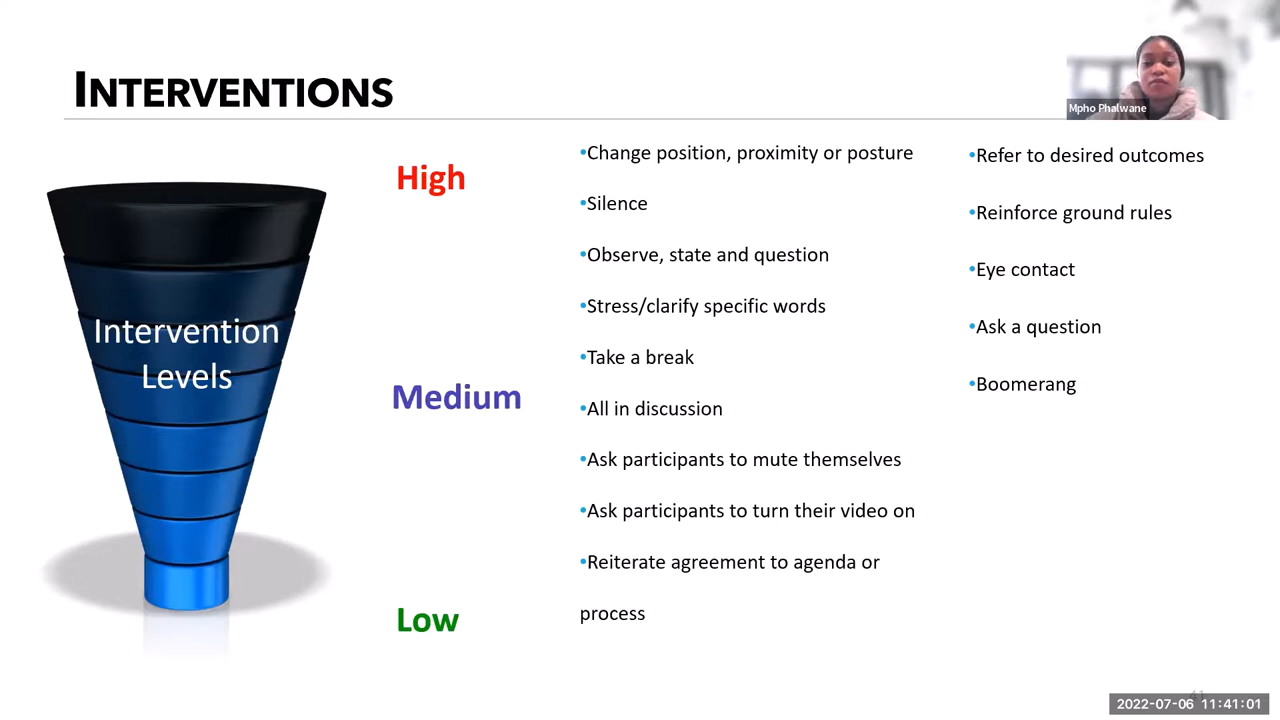 INTERVENTIONS
Mpho Phalwane
Intervention
Levels
High
Medium
Low
•Change position, proximity or posture
•Silence
•Observe, state and question
•Stress/clarify specific words
•Take a break
•All in discussion
•Ask participants to mute themselves
•Ask participants to turn their video on
•Reiterate agreement to agenda or
process
•Refer to desired outcomes
•Reinforce ground rules
•Eye contact
•Ask a question
•Boomerang
2022-07-06 11:41:01